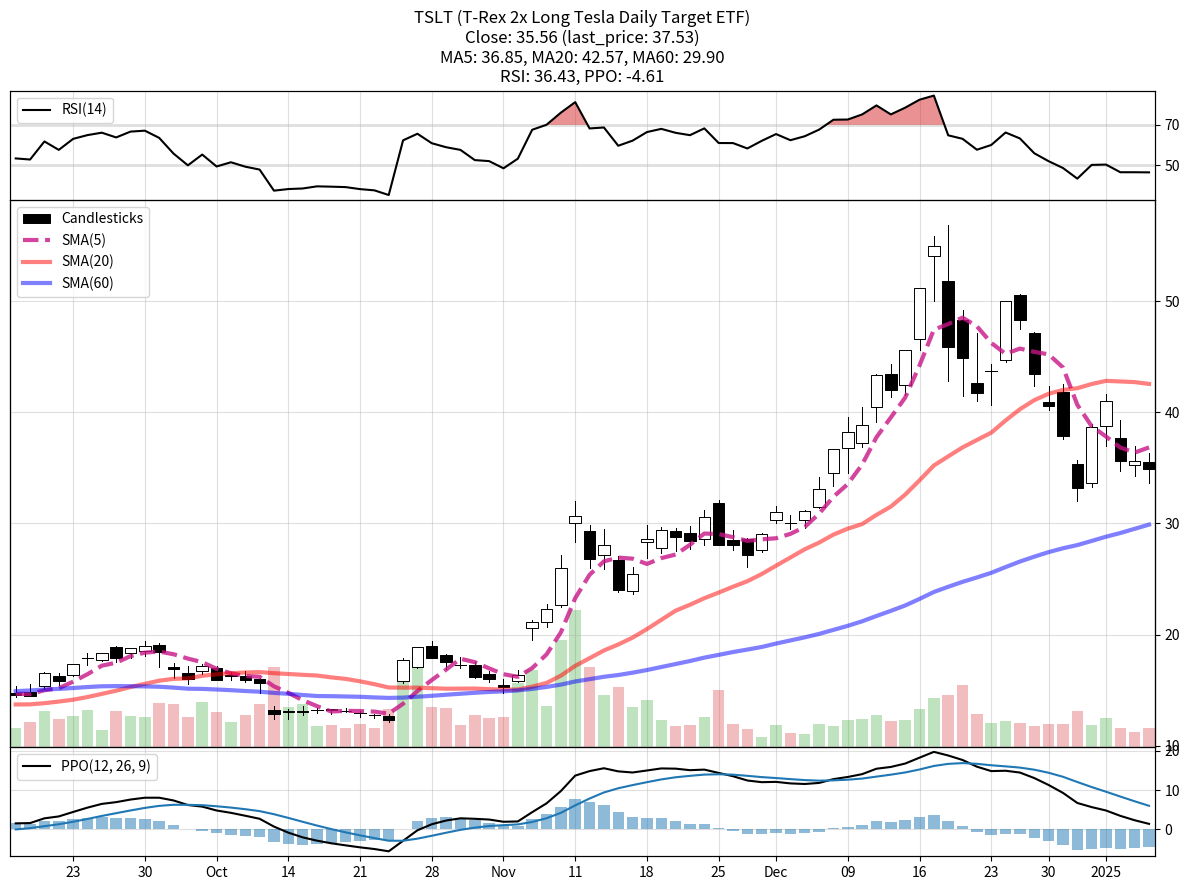 TSLT (T-Rex 2x Long Tesla Daily Target ETF)
Close: 35.56 (last_price: 37.53)
MA5: 36.85, MA20: 42.57, MA60: 29.90
RSI: 36.43, PPO: -4.61
RSI(14)
70
50
Candlesticks
SMA(5)
SMA(20)
SMA(60)
50
40
30
20
10
PPO(12, 26, 9)
20
10
0
23 30 Oct 14 21 28 Nov 11 18 25 Dec 09 16 23 30 2025